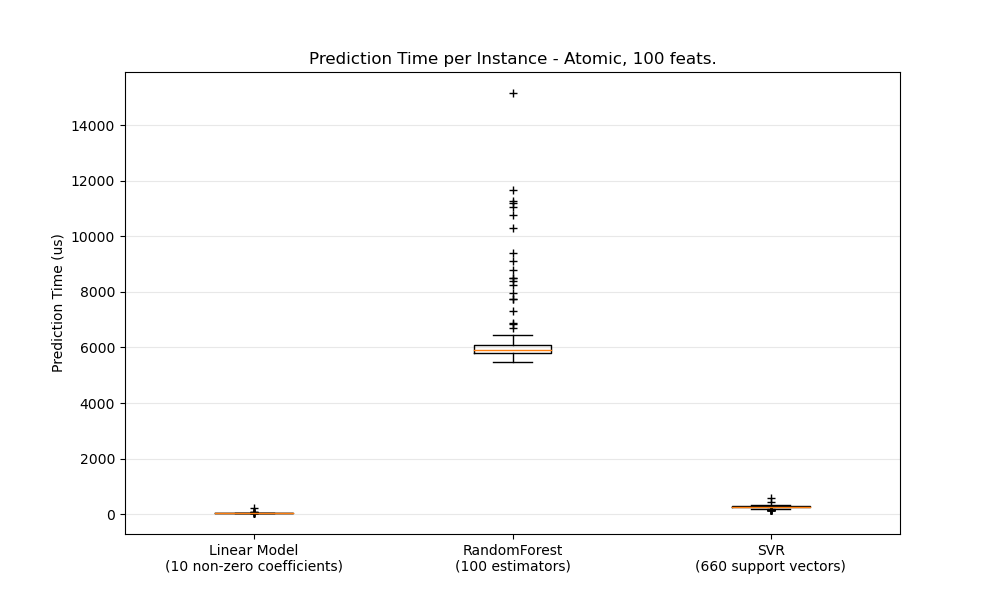 Prediction Time per Instance - Atomic, 100 feats.
Prediction Time (us)
14000
12000
10000
8000
6000
4000
2000
0
Linear Model
(10 non-zero coefficients)
RandomForest
(100 estimators)
SVR
(660 support vectors)